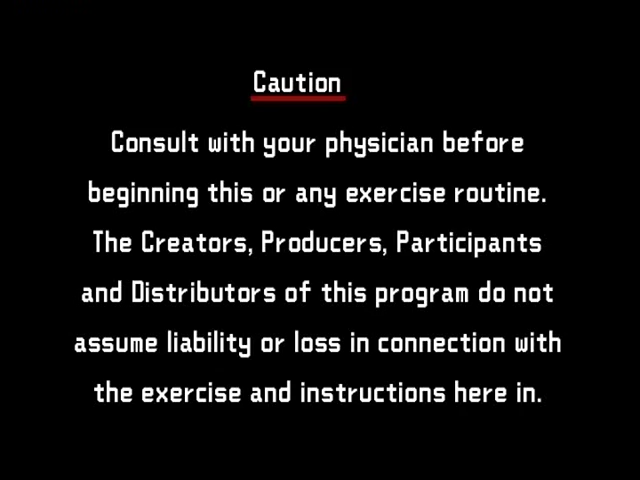 Caution
Consult with your physician before
beginning this or any exercise routine.
The Creators, Producers, Participants
and Distributors of this program do not
assume liability or loss in connection with
the exercise and instructions here in.